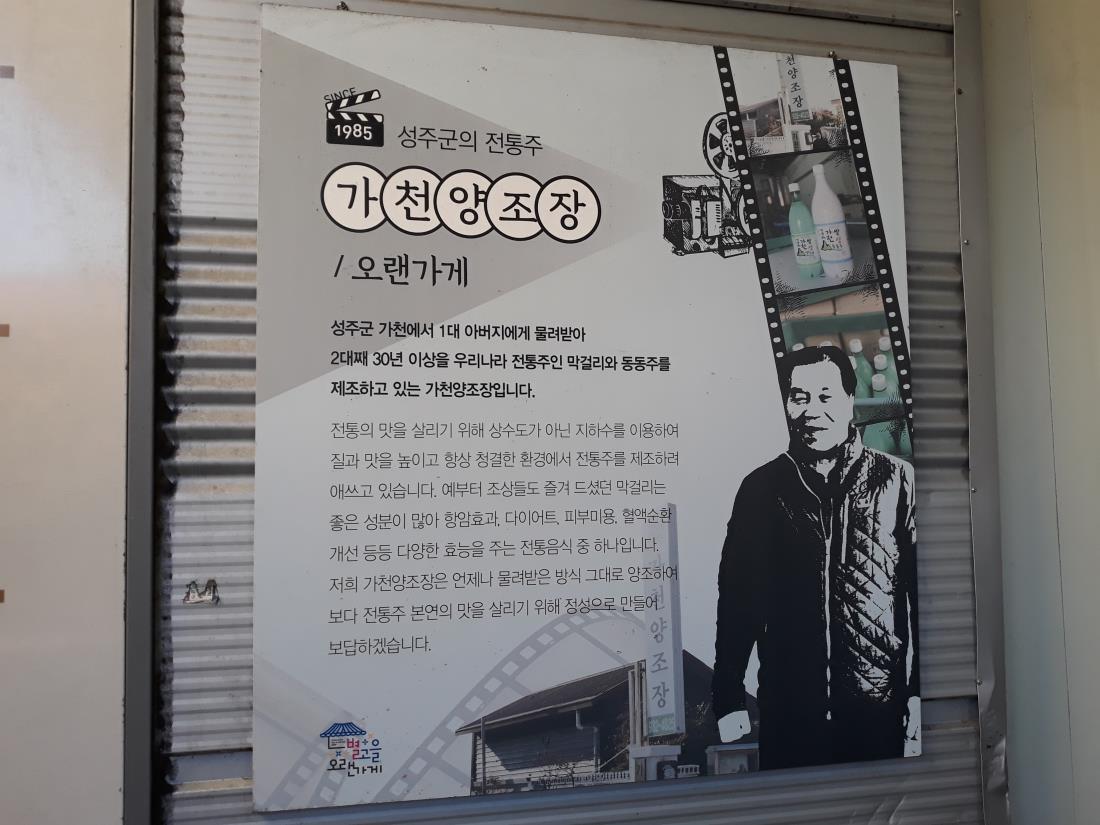 SINCE
1985
성주군의 전통주
가천양조장
/ 오랜가게
성주군 가천에서 1대 아버지에게 물려받아
2대째 30년 이상을 우리나라 전통주인 막걸리와 동동주를
제조하고 있는 가천양조장입니다.
전통의 맛을 살리기 위해 상수도가 아닌 지하수를 이용하여
질과 맛을 높이고 항상 청결한 환경에서 전통주를 제조하려
애쓰고 있습니다. 예부터 조상들도 즐겨 드셨던 막걸리는
좋은 성분이 많아 항암효과, 다이어트, 피부미용, 혈액순환
개선 등등 다양한 효능을 주는 전통음식 중 하나입니다.
저희 가천양조장은 언제나 물려받은 방식 그대로 양조하여
보다 전통주 본연의 맛을 살리기 위해 정성으로 만들어
보답하겠습니다.
천양조장
가천양조장
별고을
오랜가게